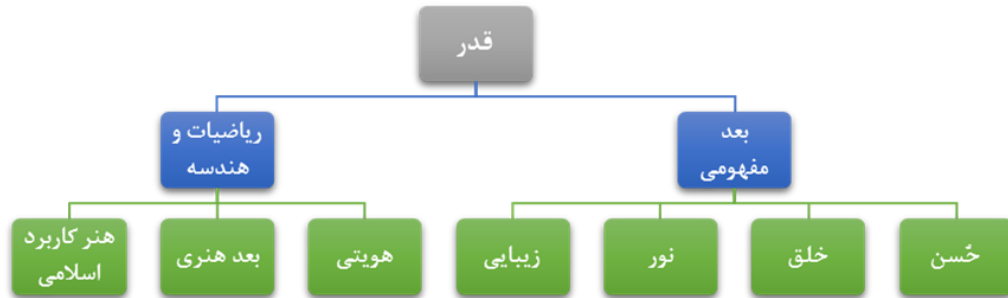 قدر
بعد
مفهومی
ریاضیات و
هندسه
حُسن
خلق
نور
زیبایی
هویتی
بعد هنری
هنر کاربرد
اسلامی